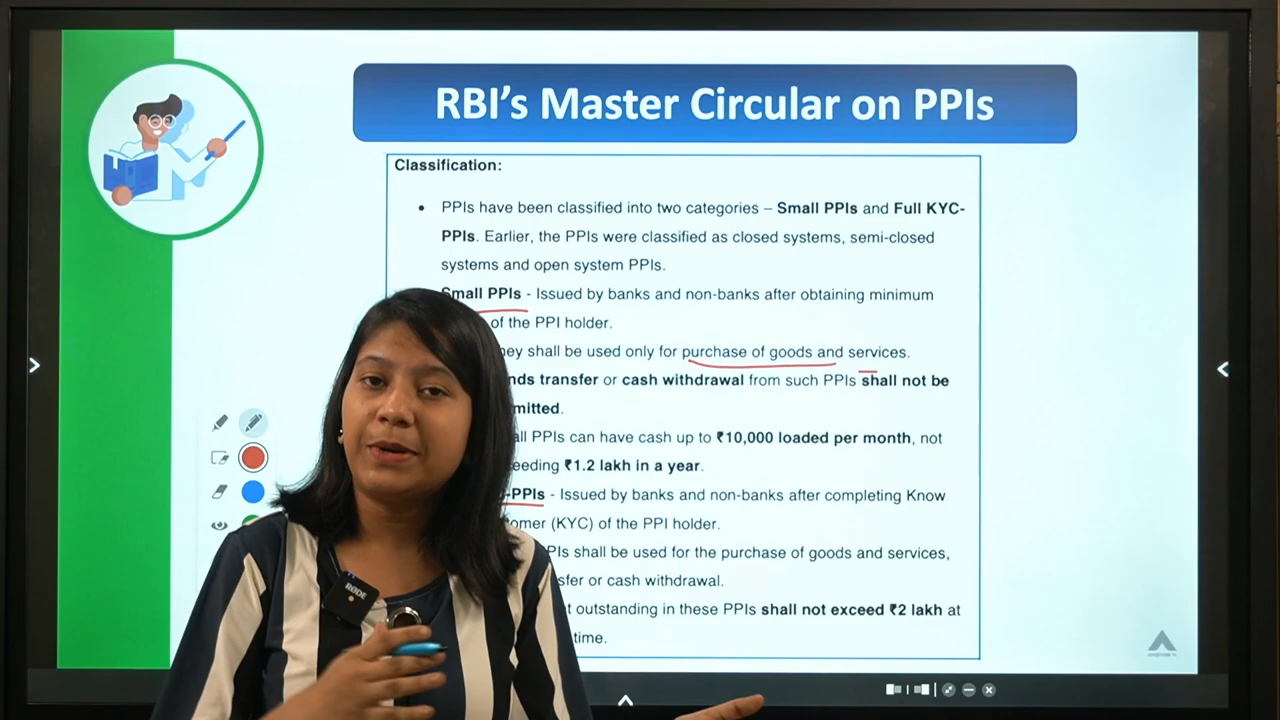 RBI's Master Circular on PPIs
Classification:
• PPIs have been classified into two categories – Small PPIs and Full KYC-
PPIs. Earlier, the PPIs were classified as closed systems, semi-closed
systems and open system PPIs.
Small PPIs - Issued by banks and non-banks after obtaining minimum
of the PPI holder.
ey shall be used only for purchase of goods and services.
nds transfer or cash withdrawal from such PPIs shall not be
mitted.
all PPIs can have cash up to ₹10,000 loaded per month, not
eeding ₹1.2 lakh in a year.
-PPIs - Issued by banks and non-banks after completing Know
omer (KYC) of the PPI holder.
PIs shall be used for the purchase of goods and services,
sfer or cash withdrawal.
t outstanding in these PPIs shall not exceed ₹2 lakh at
time.
RØDE